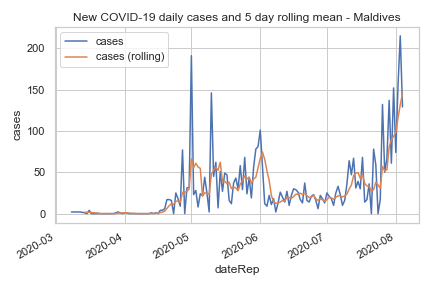 New COVID-19 daily cases and 5 day rolling mean - Maldives
cases
cases (rolling)
200
150
100
50
0
cases
2020-03
2020-04
2020-05
2020-06
2020-07
2020-08
dateRep